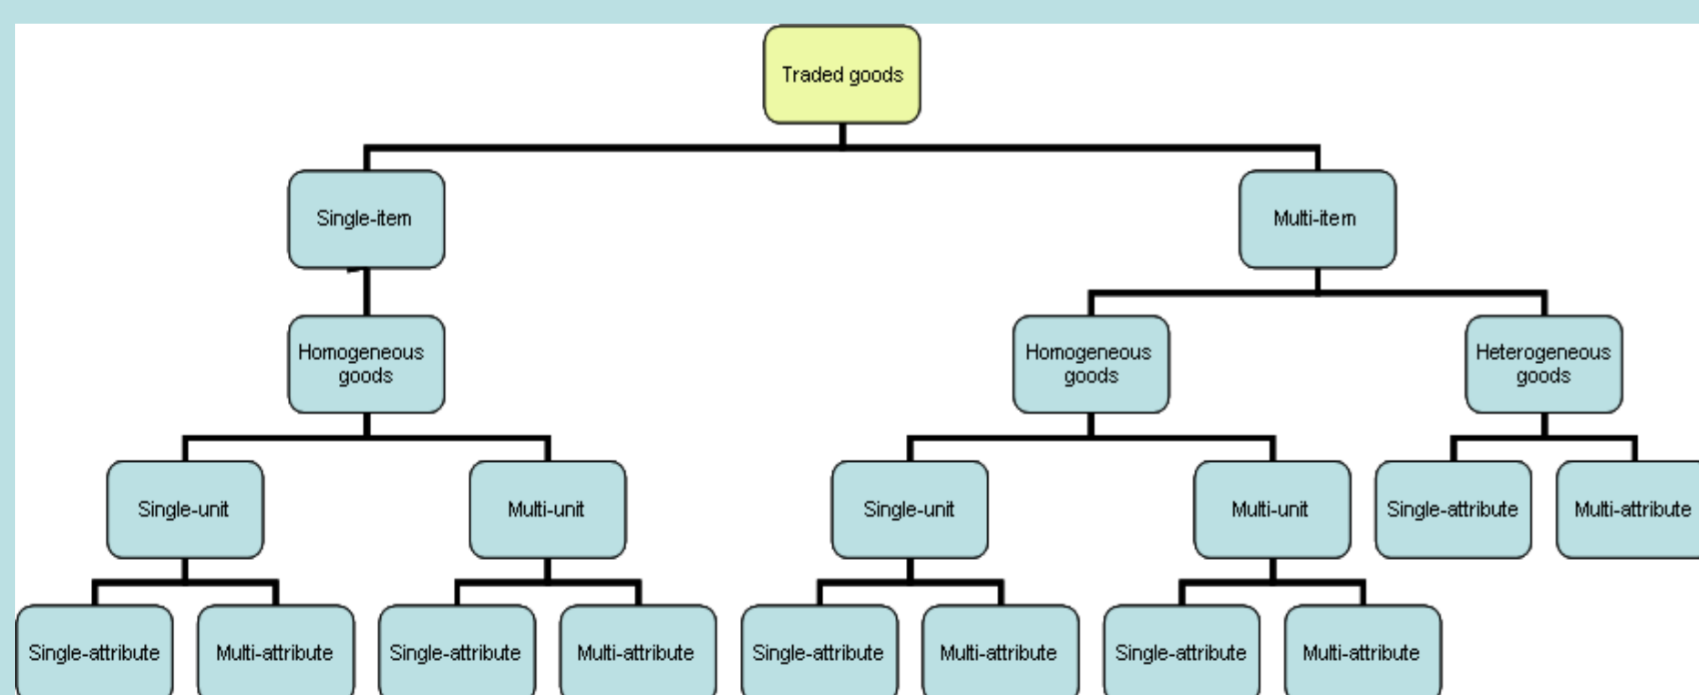 Traded goods
Single-item
Multi-item
Homogeneous
goods
Homogeneous
goods
Heterogeneous
goods
Single-unit
Multi-unit
Single-unit
Multi-unit
Single-attribute
Multi-attribute
Single-attribute
Multi-attribute
Single-attribute
Multi-attribute
Single-attribute
Multi-attribute
Single-attribute
Multi-attribute